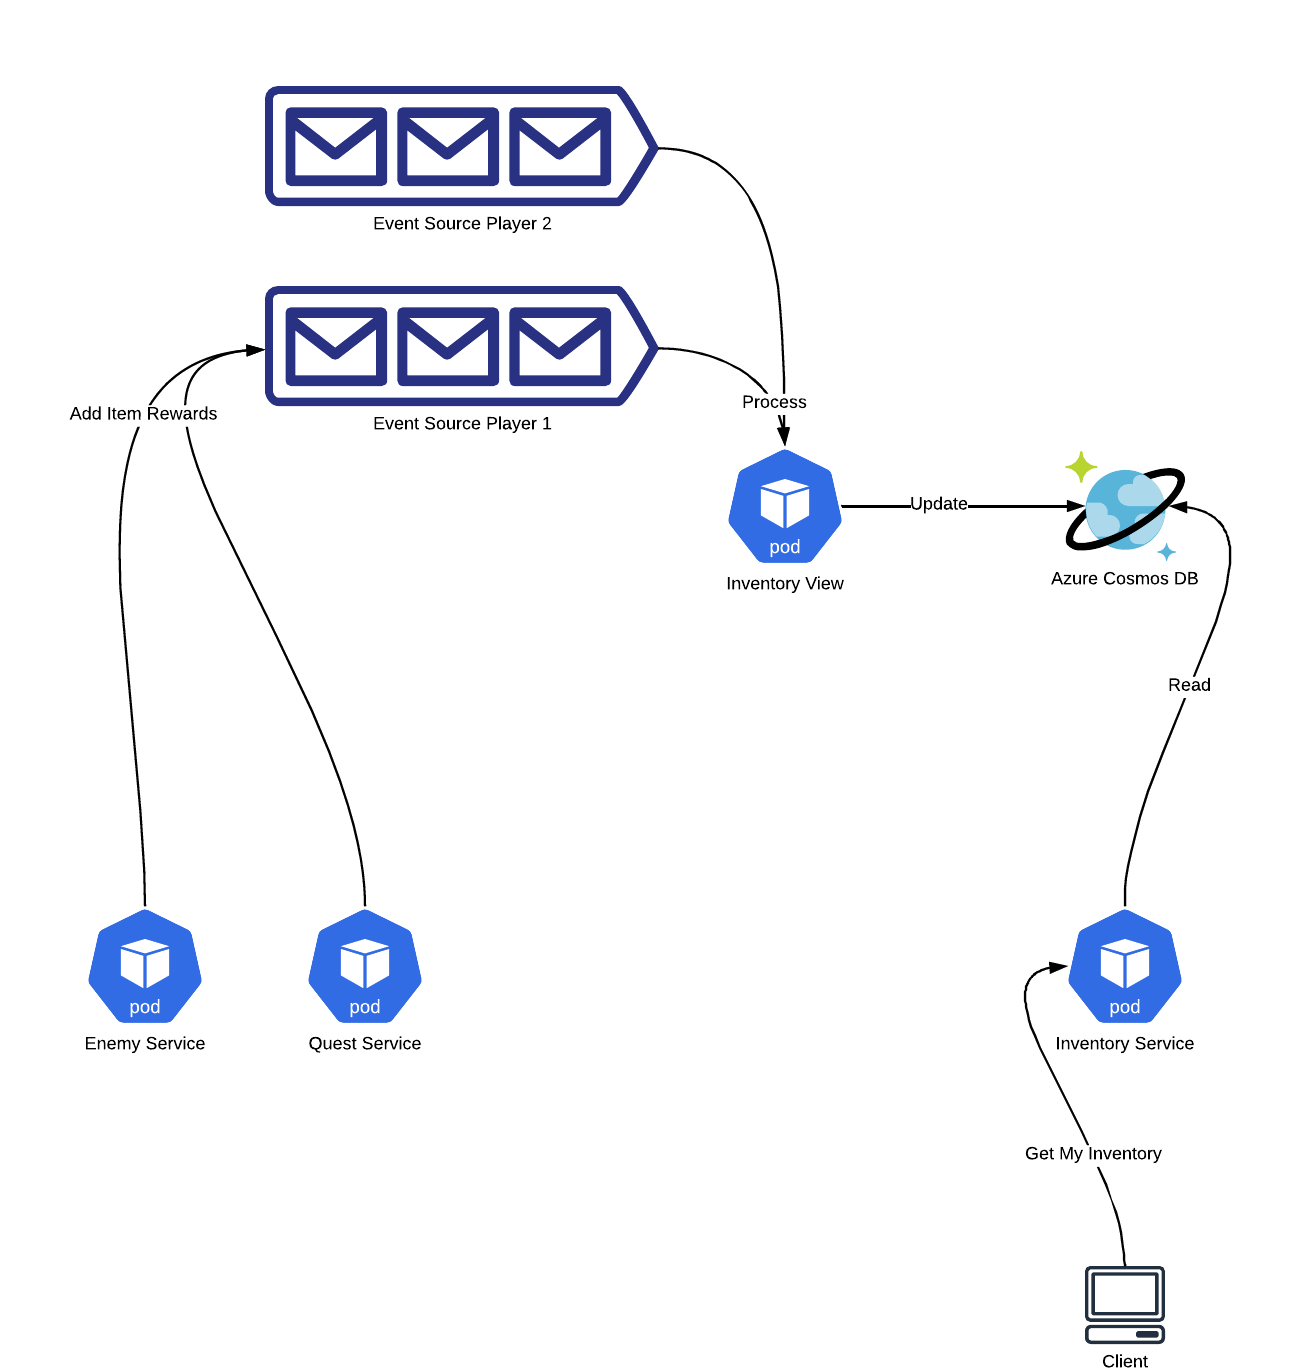 Event Source Player 2
Event Source Player 1
Add Item Rewards
Process
pod
Inventory View
Update
Azure Cosmos DB
Read
pod
Enemy Service
pod
Quest Service
pod
Inventory Service
Get My Inventory
Client